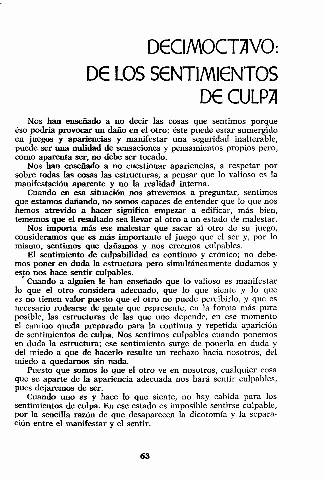 DECIMOCTAVO:
DE LOS SENTIMIENTOS
DE CULPA
Nos han enseñado a no decir las cosas que sentimos porque
éso podría provocar un daño en el otro; éste puede estar sumergido
en juegos y apariencias y manifestar una seguridad inalterable,
puede ser una nulidad de sensaciones y pensamientos propios pero,
como aparenta ser, no debe ser tocado.
Nos han enseñado a no cuestionar apariencias, a respetar por
sobre todas las cosas las estructuras, a pensar que lo valioso es la
manifestación aparente y no la realidad interna.
Cuando en esa situación nos atrevemos a preguntar, sentimos
que estamos dañando, no somos capaces de entender que lo que nos
hemos atrevido a hacer significa empezar a edificar, más bien,
tenemos que el resultado sea llevar al otro a un estado de malestar.
Nos importa más ese malestar que sacar al otro de su juego,
consideramos que es más importante el juego que el ser y, por lo
mismo, sentimos que dañamos y nos creemos culpables.
El sentimiento de culpabilidad es continuo y crónico; no debe-
mos poner en duda la estructura pero simultáneamente dudamos y
esto nos hace sentir culpables.
Cuando a alguien le han enseñado que lo valioso es manifestar
lo que el otro considera adecuado, que lo que siente y lo que
es no tienen valor puesto que el otro no puede percibirlo, y que es
necesario rodearse de gente que represente, en la forma más pura
posible, las estructuras de las que uno depende, en ese momento
el camino queda preparado para la continua y repetida aparición
de sentimientos de culpa. Nos sentimos culpables cuando ponemos
en duda la estructura; ese sentimiento surge de ponerla en duda y
del miedo a que de hacerlo resulte un rechazo hacia nosotros, del
miedo a quedarnos sin nada.
Puesto que somos lo que el otro ve en nosotros, cualquier cosa
que se aparte de la apariencia adecuada nos hará sentir culpables,
pues dejaremos de ser.
Cuando uno es y hace lo que siente, no hay cabida para los
sentimientos de culpa. En ese estado es imposible sentirse culpable,
por la sencilla razón de que desaparecen la dicotomía y la separa-
ción entre el manifestar y el sentir.
63